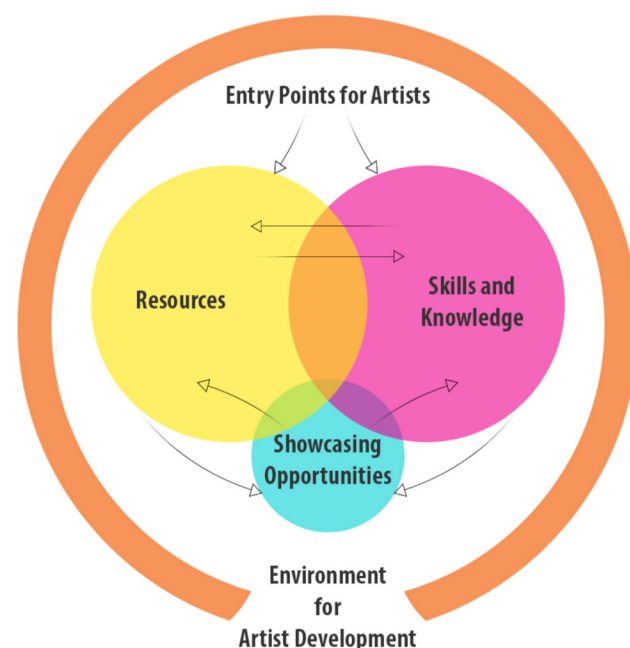 Entry Points for Artists
Resources
Skills and
Knowledge
Showcasing
Opportunities
Environment
for
Artist Development